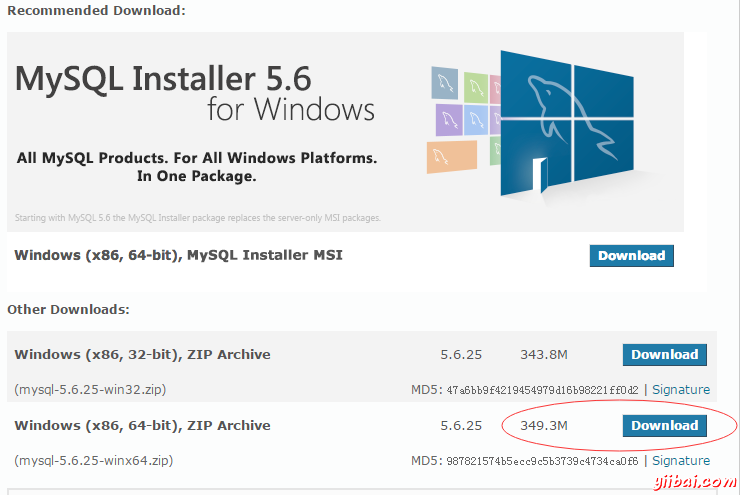 Recommended Download:
MySQL Installer 5.6
for Windows
All MySQL Products. For All Windows Platforms.
In One Package.
Starting with MySQL 5.6 the MySQL Installer package replaces the server-only MSI packages.
Windows (x86, 64-bit), MySQL Installer MSI Download
Other Downloads:
Windows (x86, 32-bit), ZIP Archive 5.6.25 343.8M Download
(mysql-5.6.25-win32.zip) MD5: 47a6bb9f4219454979d16b98221ff0d2 | Signature
Windows (x86, 64-bit), ZIP Archive 5.6.25 349.3M Download
(mysql-5.6.25-winx64.zip) MD5: 987821574b5ecc9c5b3739c4734ca0f6 | Signature
yiibai.com